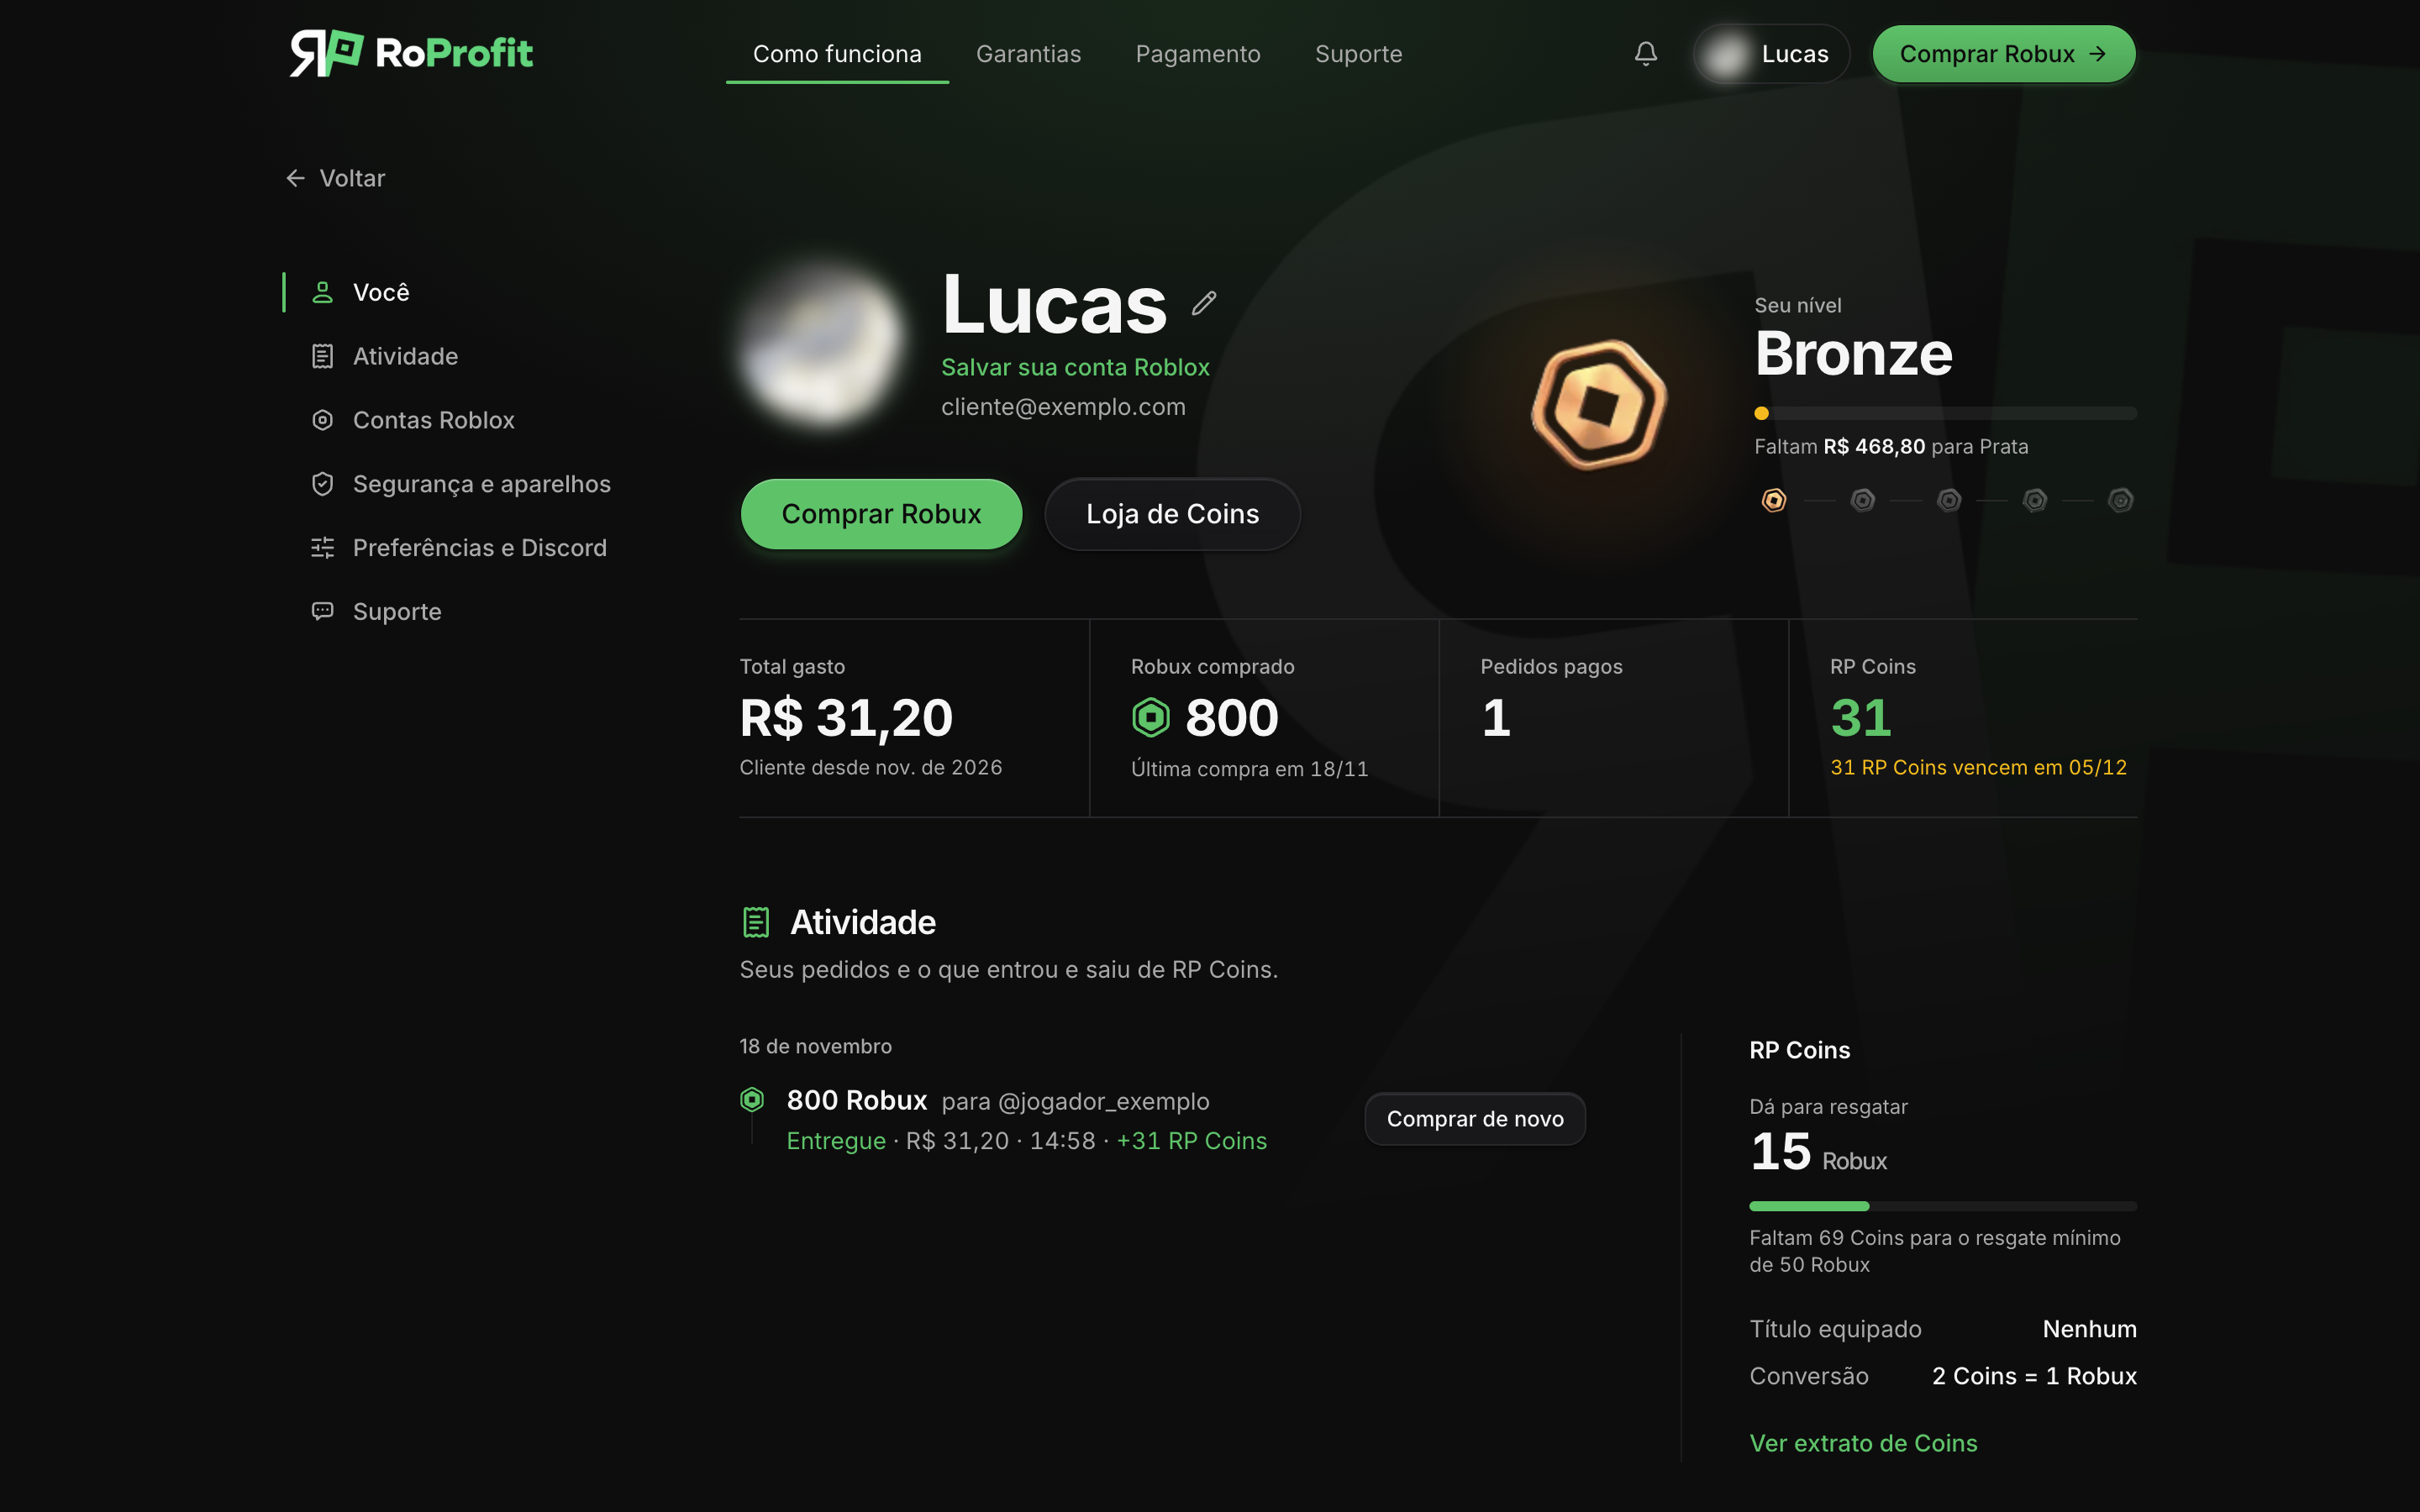 RP RoProfit
Como funciona
Garantias
Pagamento
Suporte
Lucas
Comprar Robux →
← Voltar
Você
Atividade
Contas Roblox
Segurança e aparelhos
Preferências e Discord
Suporte
Lucas
Salvar sua conta Roblox
cliente@exemplo.com
Comprar Robux
Loja de Coins
Seu nível
Bronze
Faltam R$ 468,80 para Prata
Total gasto
R$ 31,20
Cliente desde nov. de 2026
Robux comprado
800
Última compra em 18/11
Pedidos pagos
1
RP Coins
31
31 RP Coins vencem em 05/12
Atividade
Seus pedidos e o que entrou e saiu de RP Coins.
18 de novembro
800 Robux para @jogador_exemplo
Entregue · R$ 31,20 · 14:58 · +31 RP Coins
Comprar de novo
RP Coins
Dá para resgatar
15 Robux
Faltam 69 Coins para o resgate mínimo
de 50 Robux
Título equipado Nenhum
Conversão 2 Coins = 1 Robux
Ver extrato de Coins